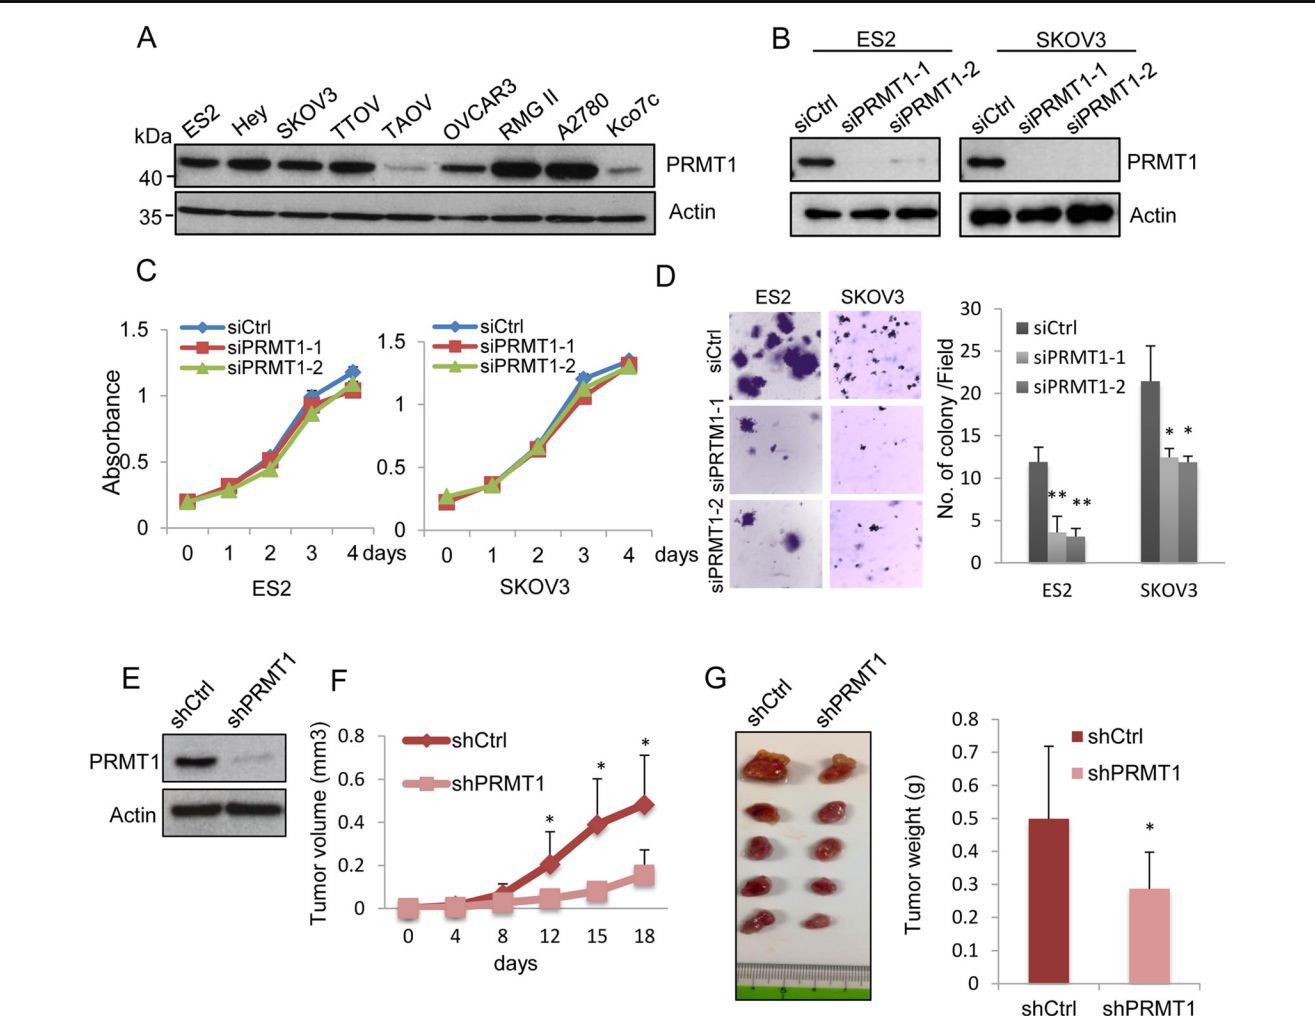 A
ES2 Hey SKOV3 TTOV TAOV OVCAR3 RMG II A2780 Kco7c
kDa
40
PRMT1
35
Actin
B
ES2 SKOV3
siCtrl siPRMT1-1 siPRMT1-2 siCtrl siPRMT1-1 siPRMT1-2
PRMT1
Actin
C
Absorbance
1.5
1
0.5
0
siCtrl
siPRMT1-1
siPRMT1-2
0 1 2 3 4 days
ES2
1.5
1
0.5
0
siCtrl
siPRMT1-1
siPRMT1-2
0 1 2 3 4 days
SKOV3
D
ES2 SKOV3
siCtrl
siPRTM1-1
siPRMT1-2
No. of colony /Field
30
25
20
15
10
5
0
siCtrl
siPRMT1-1
siPRMT1-2
** **
* *
ES2 SKOV3
E
shCtrl shPRMT1
PRMT1
Actin
F
Tumor volume (mm3)
0.8
0.6
0.4
0.2
0
shCtrl
shPRMT1
* * *
0 4 8 12 15 18
days
G
shCtrl shPRMT1
Tumor weight (g)
0.8
0.7
0.6
0.5
0.4
0.3
0.2
0.1
0
shCtrl
shPRMT1
*
shCtrl shPRMT1